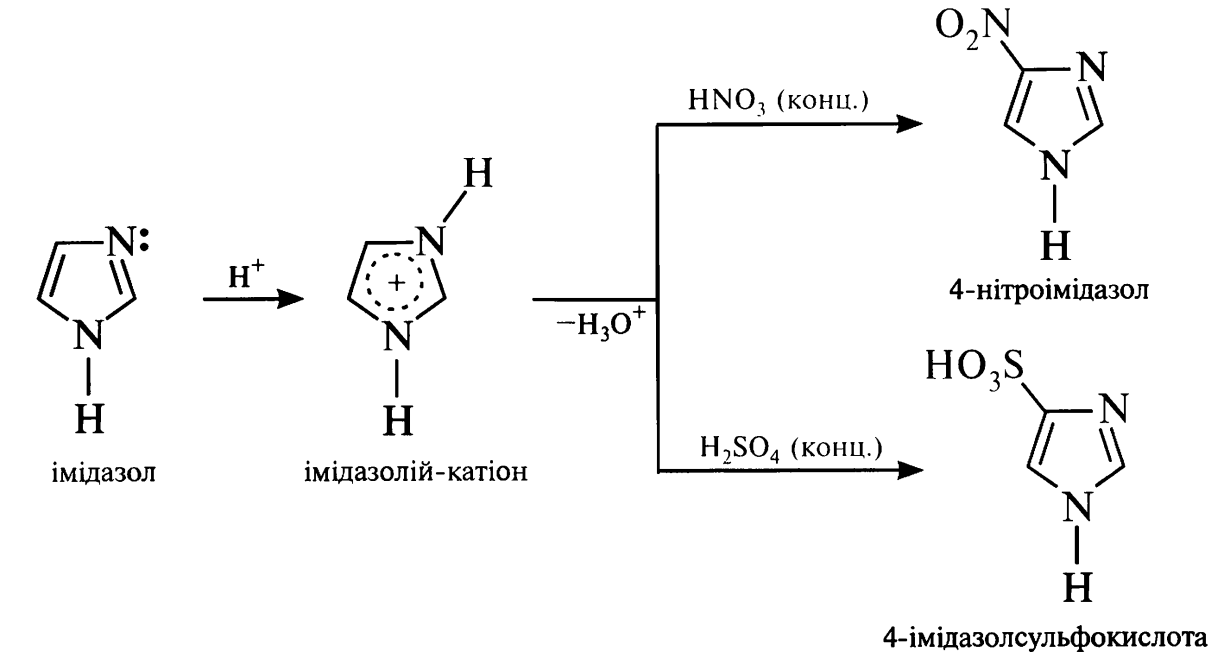 O₂N
N
N
H
4-нітроімідазол
HNO₃ (конц.)
H
N:
N
H
імідазол
H⁺
N
+
N
H
імідазолій-катіон
−H₃O⁺
H₂SO₄ (конц.)
HO₃S
N
N
H
4-імідазолсульфокислота